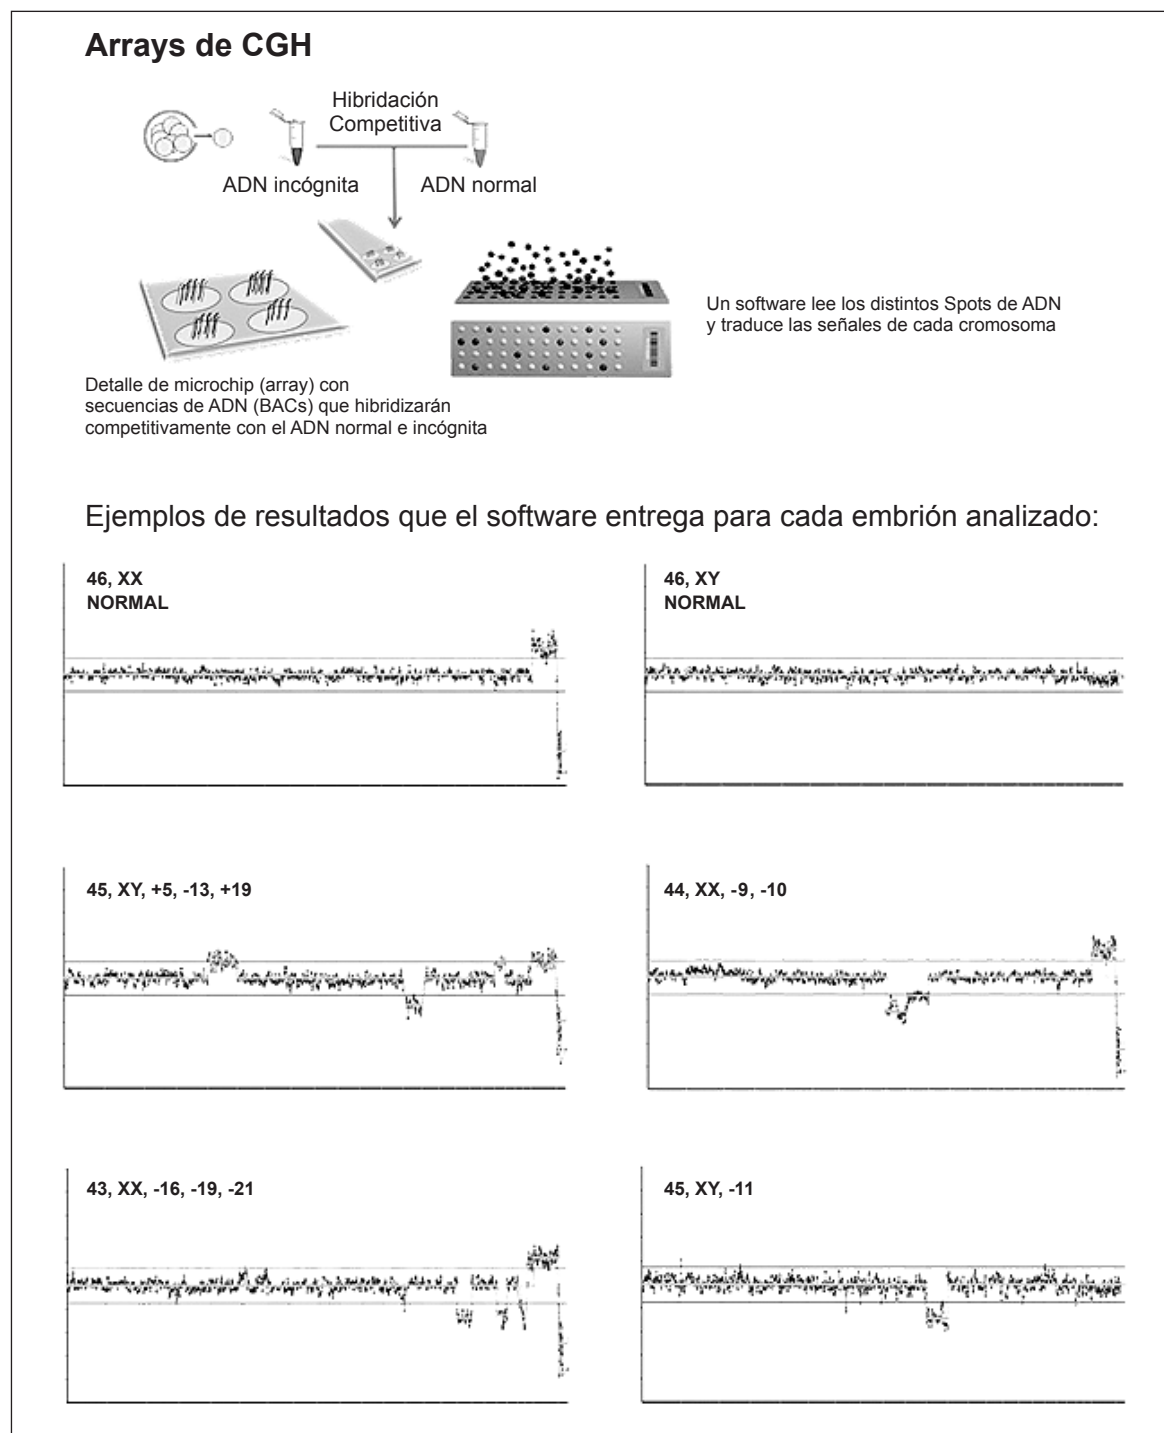 Arrays de CGH
Hibridación
Competitiva
ADN incógnita
ADN normal
Un software lee los distintos Spots de ADN
y traduce las señales de cada cromosoma
Detalle de microchip (array) con
secuencias de ADN (BACs) que hibridizarán
competitivamente con el ADN normal e incógnita
Ejemplos de resultados que el software entrega para cada embrión analizado:
46, XX
NORMAL
46, XY
NORMAL
45, XY, +5, -13, +19
44, XX, -9, -10
43, XX, -16, -19, -21
45, XY, -11